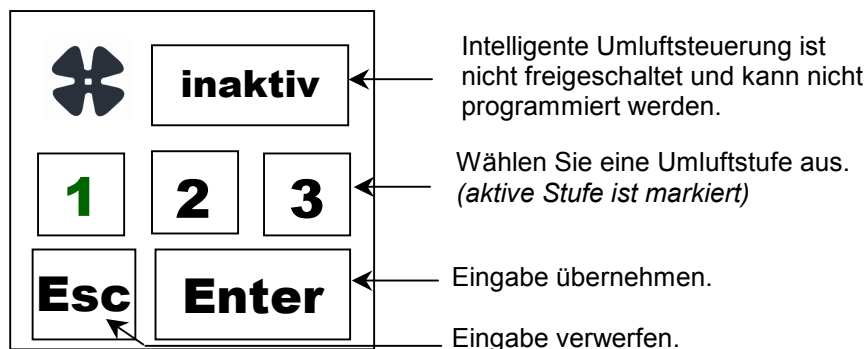 inaktiv
Intelligente Umluftsteuerung ist
nicht freigeschaltet und kann nicht
programmiert werden.
1 2 3
Wählen Sie eine Umluftstufe aus.
(aktive Stufe ist markiert)
Esc Enter
Eingabe übernehmen.
Eingabe verwerfen.